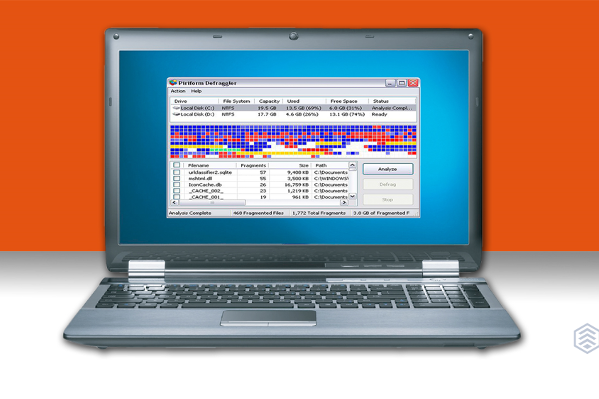 Piriform Defraggler
Action Help
Drive File System Capacity Used Free Space Status
Local Disk (C:) NTFS 19.5 GB 13.5 GB (69%) 6.0 GB (31%) Analysis Compl...
Local Disk (D:) NTFS 17.7 GB 4.6 GB (26%) 13.1 GB (74%) Ready
Filename Fragments Size Path
urlclassifier2.sqlite 57 9,400 KB C:\Documents
mshtml.dll 55 3,500 KB C:\WINDOWS\
IconCache.db 26 16,759 KB C:\Documents
_CACHE_002_ 23 1,219 KB C:\Documents
_CACHE_001_ 19 961 KB C:\Documents
Analyze
Defrag
Stop
Analysis Complete 468 Fragmented Files 1,772 Total Fragments 3.0 GB of Fragmented F